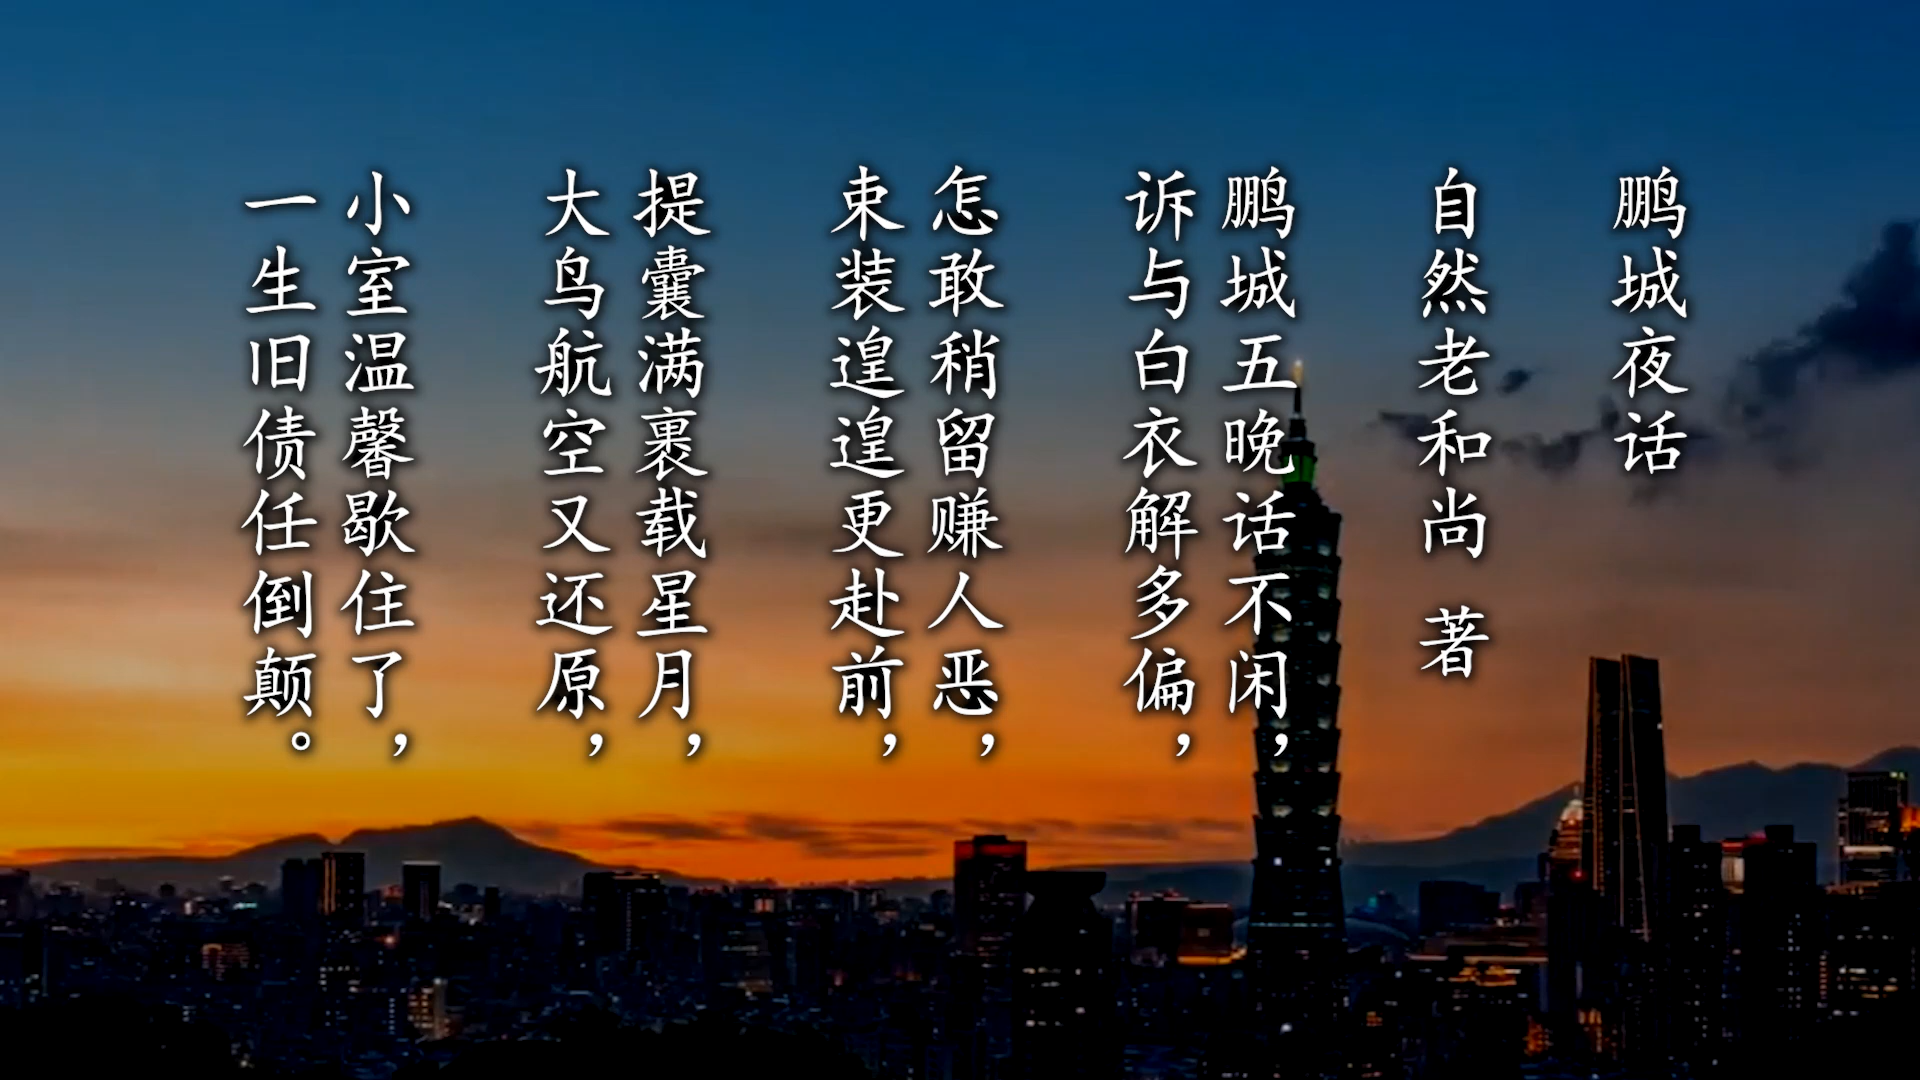 鹏城夜话
自然老和尚 著
鹏城五晚话不闲，
诉与白衣解多偏，
怎敢稍留赚人恶，
束装遑遑更赴前，
提囊满裹载星月，
大鸟航空又还原，
小室温馨歇住了，
一生旧债任倒颠。